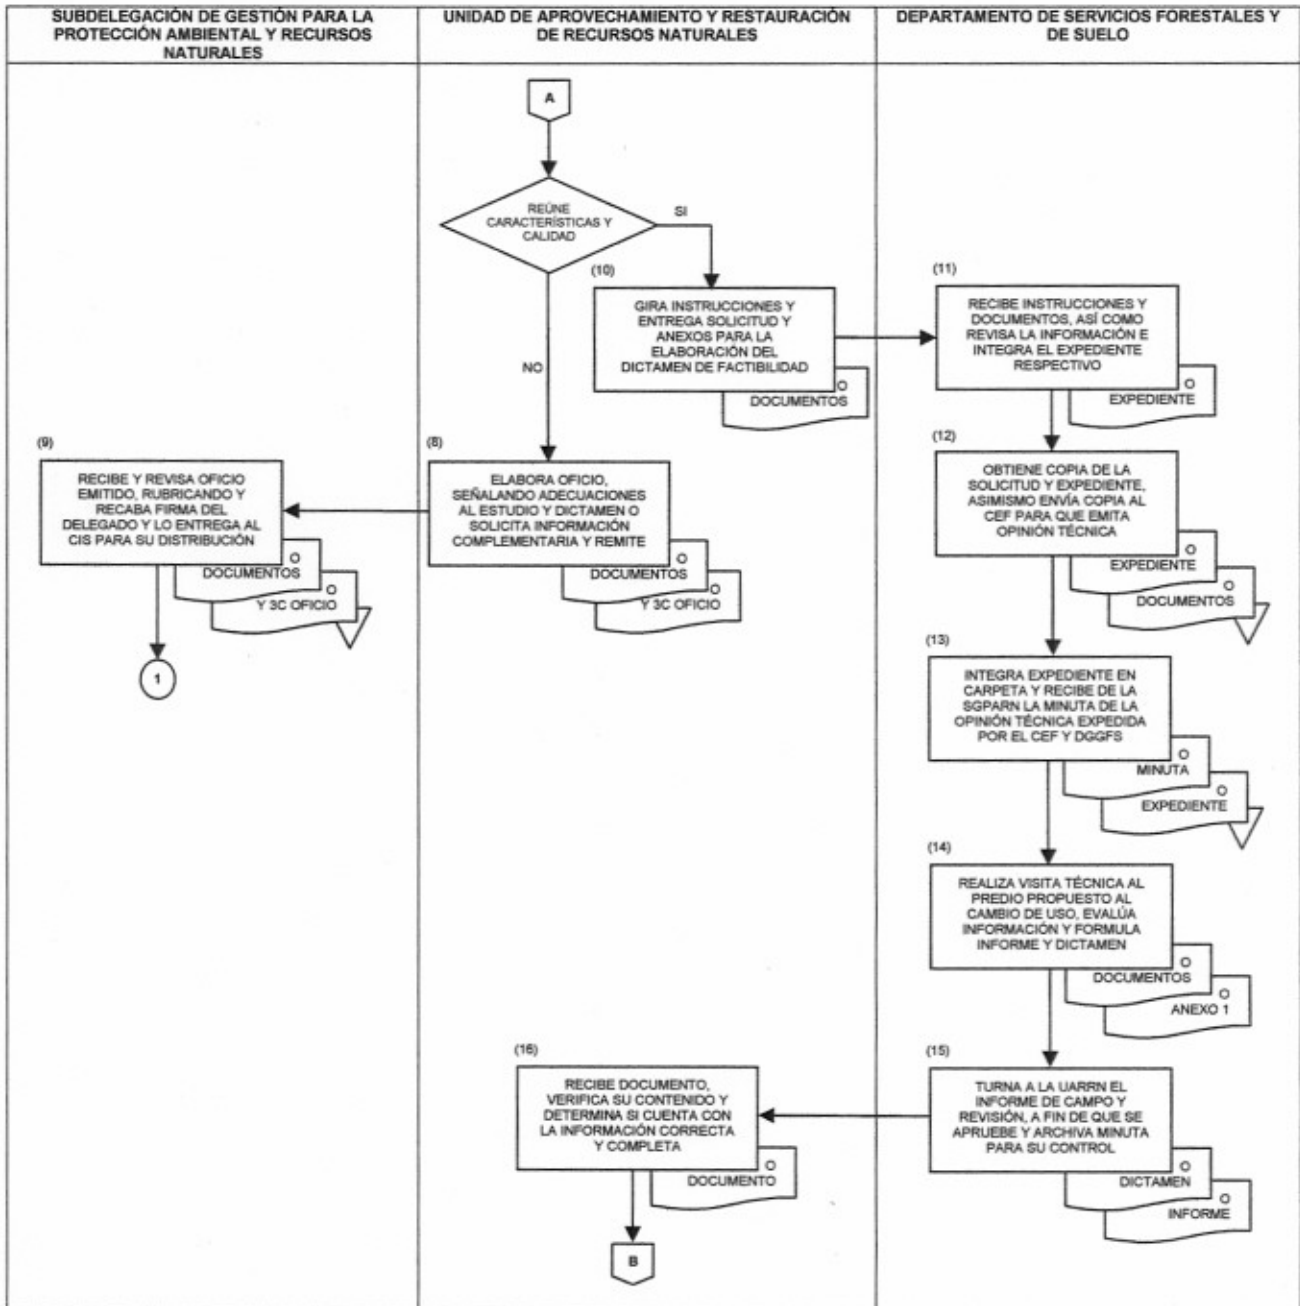 SUBDELEGACIÓN DE GESTIÓN PARA LA
PROTECCIÓN AMBIENTAL Y RECURSOS
NATURALES
UNIDAD DE APROVECHAMIENTO Y RESTAURACIÓN
DE RECURSOS NATURALES
DEPARTAMENTO DE SERVICIOS FORESTALES Y
DE SUELO
A
REÚNE
CARACTERÍSTICAS Y
CALIDAD
SI
NO
(10)
GIRA INSTRUCCIONES Y
ENTREGA SOLICITUD Y
ANEXOS PARA LA
ELABORACIÓN DEL
DICTAMEN DE FACTIBILIDAD
O
DOCUMENTOS
(11)
RECIBE INSTRUCCIONES Y
DOCUMENTOS, ASÍ COMO
REVISA LA INFORMACIÓN E
INTEGRA EL EXPEDIENTE
RESPECTIVO
O
EXPEDIENTE
(9)
RECIBE Y REVISA OFICIO
EMITIDO, RUBRICANDO Y
RECABA FIRMA DEL
DELEGADO Y LO ENTREGA AL
CIS PARA SU DISTRIBUCIÓN
O
DOCUMENTOS
O
Y 3C OFICIO
1
(8)
ELABORA OFICIO,
SEÑALANDO ADECUACIONES
AL ESTUDIO Y DICTAMEN O
SOLICITA INFORMACIÓN
COMPLEMENTARIA Y REMITE
O
DOCUMENTOS
O
Y 3C OFICIO
(12)
OBTIENE COPIA DE LA
SOLICITUD Y EXPEDIENTE,
ASIMISMO ENVÍA COPIA AL
CEF PARA QUE EMITA
OPINIÓN TÉCNICA
O
EXPEDIENTE
O
DOCUMENTOS
(13)
INTEGRA EXPEDIENTE EN
CARPETA Y RECIBE DE LA
SGPARN LA MINUTA DE LA
OPINIÓN TÉCNICA EXPEDIDA
POR EL CEF Y DGGFS
O
MINUTA
O
EXPEDIENTE
(14)
REALIZA VISITA TÉCNICA AL
PREDIO PROPUESTO AL
CAMBIO DE USO, EVALÚA
INFORMACIÓN Y FORMULA
INFORME Y DICTAMEN
O
DOCUMENTOS
O
ANEXO 1
(15)
TURNA A LA UARRN EL
INFORME DE CAMPO Y
REVISIÓN, A FIN DE QUE SE
APRUEBE Y ARCHIVA MINUTA
PARA SU CONTROL
O
DICTAMEN
O
INFORME
(16)
RECIBE DOCUMENTO,
VERIFICA SU CONTENIDO Y
DETERMINA SI CUENTA CON
LA INFORMACIÓN CORRECTA
Y COMPLETA
O
DOCUMENTO
B